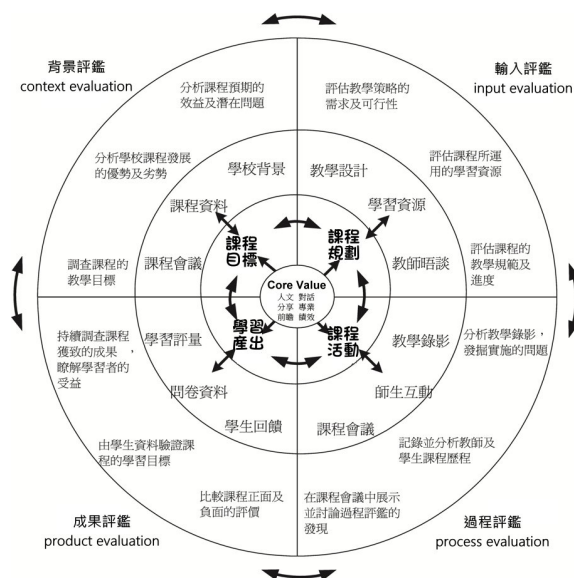 背景評鑑
context evaluation
輸入評鑑
input evaluation
分析課程預期的
效益及潛在問題
評估教學策略的
需求及可行性
分析學校課程發展
的優勢及劣勢
評估課程所運
用的學習資源
調查課程的
教學目標
評估課程的
教學規範及
進度
學校背景
教學設計
課程資料
學習資源
課程會議
教師晤談
課程
目標
課程
規劃
Core Value
人文 對話
分享 專業
前瞻 績效
學習
產出
課程
活動
學習評量
教學錄影
問卷資料
師生互動
學生回饋
課程會議
持續調查課程
獲致的成果 ,
瞭解學習者的
受益
分析教學錄影,
發掘實施的問題
由學生資料驗證課
程的學習目標
記錄並分析教師及
學生課程歷程
比較課程正面及
負面的評價
在課程會議中展示
並討論過程評鑑的
發現
成果評鑑
product evaluation
過程評鑑
process evaluation